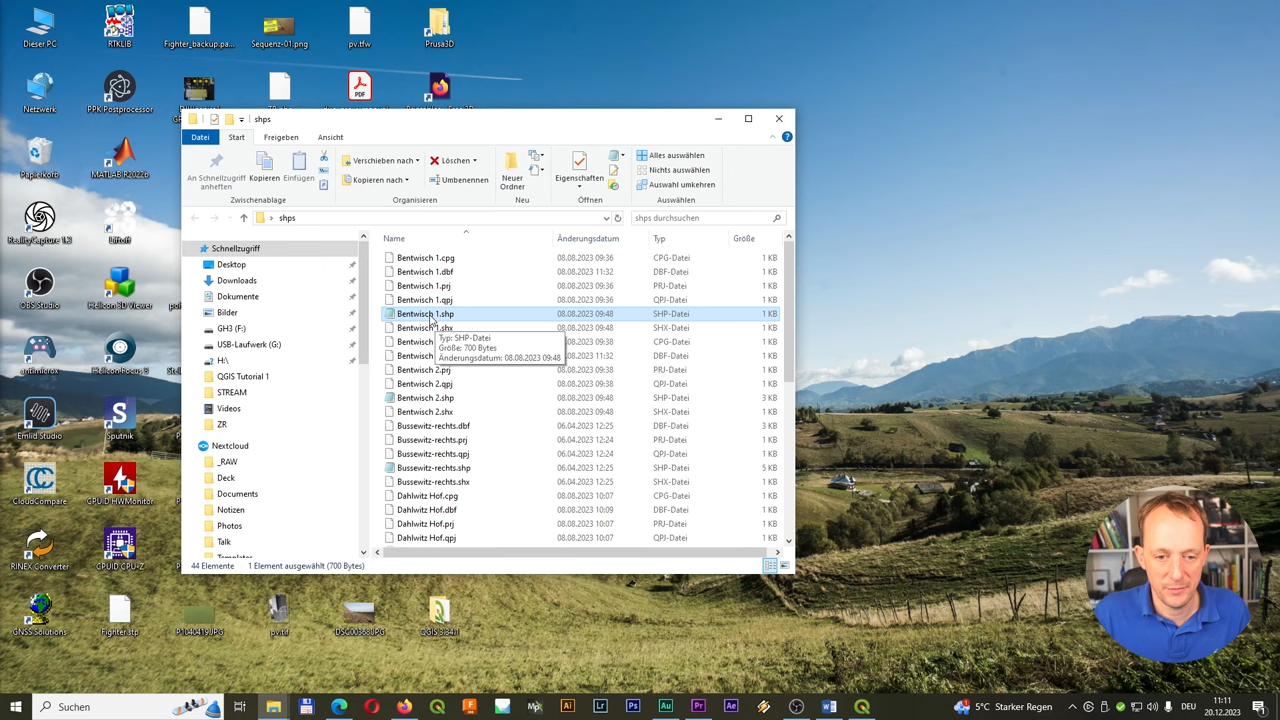 Dieser PC
RTKLIB
Fighter_backup.pa...
Sequenz-01.png
pv.tfw
Prusa3D
Netzwerk
PPK Postprocessor
PDF
shps
Datei
Start
Freigeben
Ansicht
An Schnellzugriff anheften
Kopieren
Einfügen
Verschieben nach
Kopieren nach
Löschen
Umbenennen
Neuer Ordner
Eigenschaften
Alles auswählen
Nichts auswählen
Auswahl umkehren
Zwischenablage
Organisieren
Neu
Öffnen
Auswählen
shps
shps durchsuchen
Papierkorb
MATLAB R2022b
RealityCapture 1.3
Liftoff
OBS Studio
Helicon 3D Viewer
antimicrox
Helicon Focus 8
Emlid Studio
Sputnik
CloudCompare
CPUID HWMonitor
RINEX Converter
CPUID CPU-Z
GNSS Solutions
Fighter.stp
P1040419.JPG
pv.tif
DSC00388.JPG
QGIS 3.34.1
Schnellzugriff
Desktop
Downloads
Dokumente
Bilder
GH3 (F:)
USB-Laufwerk (G:)
H:\
QGIS Tutorial 1
STREAM
Videos
ZR
Nextcloud
_RAW
Deck
Documents
Notizen
Photos
Talk
Templates
Name Änderungsdatum Typ Größe
Bentwisch 1.cpg 08.08.2023 09:36 CPG-Datei 1 KB
Bentwisch 1.dbf 08.08.2023 11:32 DBF-Datei 1 KB
Bentwisch 1.prj 08.08.2023 09:36 PRJ-Datei 1 KB
Bentwisch 1.qpj 08.08.2023 09:36 QPJ-Datei 1 KB
Bentwisch 1.shp 08.08.2023 09:48 SHP-Datei 1 KB
Bentwisch 1.shx 08.08.2023 09:48 SHX-Datei 1 KB
Bentwisch 08.08.2023 09:38 CPG-Datei 1 KB
Bentwisch 08.08.2023 11:32 DBF-Datei 1 KB
Typ: SHP-Datei
Größe: 700 Bytes
Änderungsdatum: 08.08.2023 09:48
Bentwisch 2.prj 08.08.2023 09:38 PRJ-Datei 1 KB
Bentwisch 2.qpj 08.08.2023 09:38 QPJ-Datei 1 KB
Bentwisch 2.shp 08.08.2023 09:48 SHP-Datei 3 KB
Bentwisch 2.shx 08.08.2023 09:48 SHX-Datei 1 KB
Bussewitz-rechts.dbf 06.04.2023 12:25 DBF-Datei 3 KB
Bussewitz-rechts.prj 06.04.2023 12:24 PRJ-Datei 1 KB
Bussewitz-rechts.qpj 06.04.2023 12:24 QPJ-Datei 1 KB
Bussewitz-rechts.shp 06.04.2023 12:25 SHP-Datei 5 KB
Bussewitz-rechts.shx 06.04.2023 12:25 SHX-Datei 1 KB
Dahlwitz Hof.cpg 08.08.2023 10:07 CPG-Datei 1 KB
Dahlwitz Hof.dbf 08.08.2023 10:09 DBF-Datei 1 KB
Dahlwitz Hof.prj 08.08.2023 10:07 PRJ-Datei 1 KB
Dahlwitz Hof.qpj 08.08.2023 10:07 QPJ-Datei 1 KB
44 Elemente 1 Element ausgewählt (700 Bytes)
Suchen
5°C Starker Regen
DEU
11:11
20.12.2023